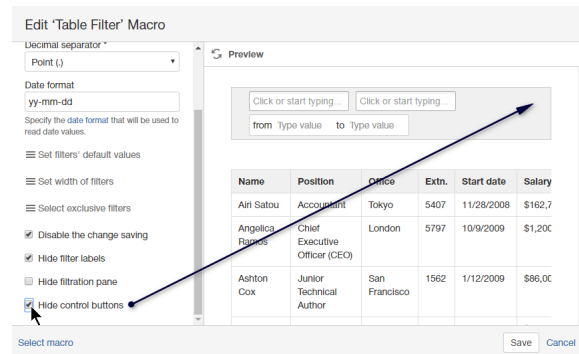 Edit ‘Table Filter’ Macro
Decimal separator *
Point (.)
Date format
yy-mm-dd
Specify the date format that will be used to
read date values.
Set filters' default values
Set width of filters
Select exclusive filters
Disable the change saving
Hide filter labels
Hide filtration pane
Hide control buttons
Preview
Click or start typing... Click or start typing...
from Type value to Type value
Name Position Office Extn. Start date Salary
Airi Satou Accountant Tokyo 5407 11/28/2008 $162,7
Angelica Chief London 5797 10/9/2009 $1,200
Ramos Executive
Officer (CEO)
Ashton Junior San 1562 1/12/2009 $86,00
Cox Technical Francisco
Author
Select macro Save Cancel